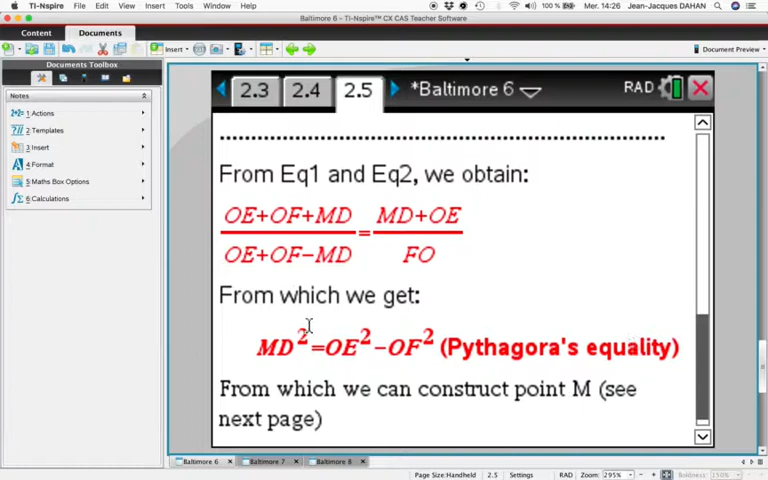 TI-Nspire File Edit View Insert Tools Window Help 100 % Mer. 14:26 Jean-Jacques DAHAN
Baltimore 6 - TI-Nspire™ CX CAS Teacher Software
Content Documents
Insert Document Preview
Documents Toolbox
Notes
1 Actions
2 Templates
3 Insert
4 Format
5 Maths Box Options
6 Calculations
2.3 2.4 2.5 *Baltimore 6 RAD
From Eq1 and Eq2, we obtain:
OE+OF+MD / OE+OF−MD = MD+OE / FO
From which we get:
MD²=OE²−OF² (Pythagora's equality)
From which we can construct point M (see
next page)
Baltimore 6 Baltimore 7 Baltimore 8
Page Size:Handheld 2.5 Settings RAD Zoom: 295% Boldness: 150%